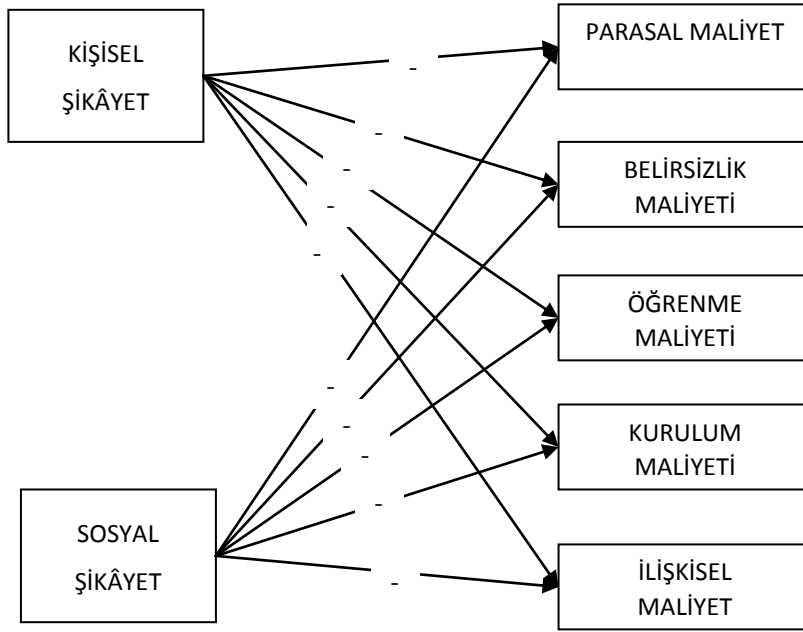 KİŞİSEL
ŞİKÂYET
PARASAL MALİYET
BELİRSİZLİK
MALİYETİ
ÖĞRENME
MALİYETİ
KURULUM
MALİYETİ
SOSYAL
ŞİKÂYET
İLİŞKİSEL
MALİYET
-
-
-
-
-
-
-
-
-